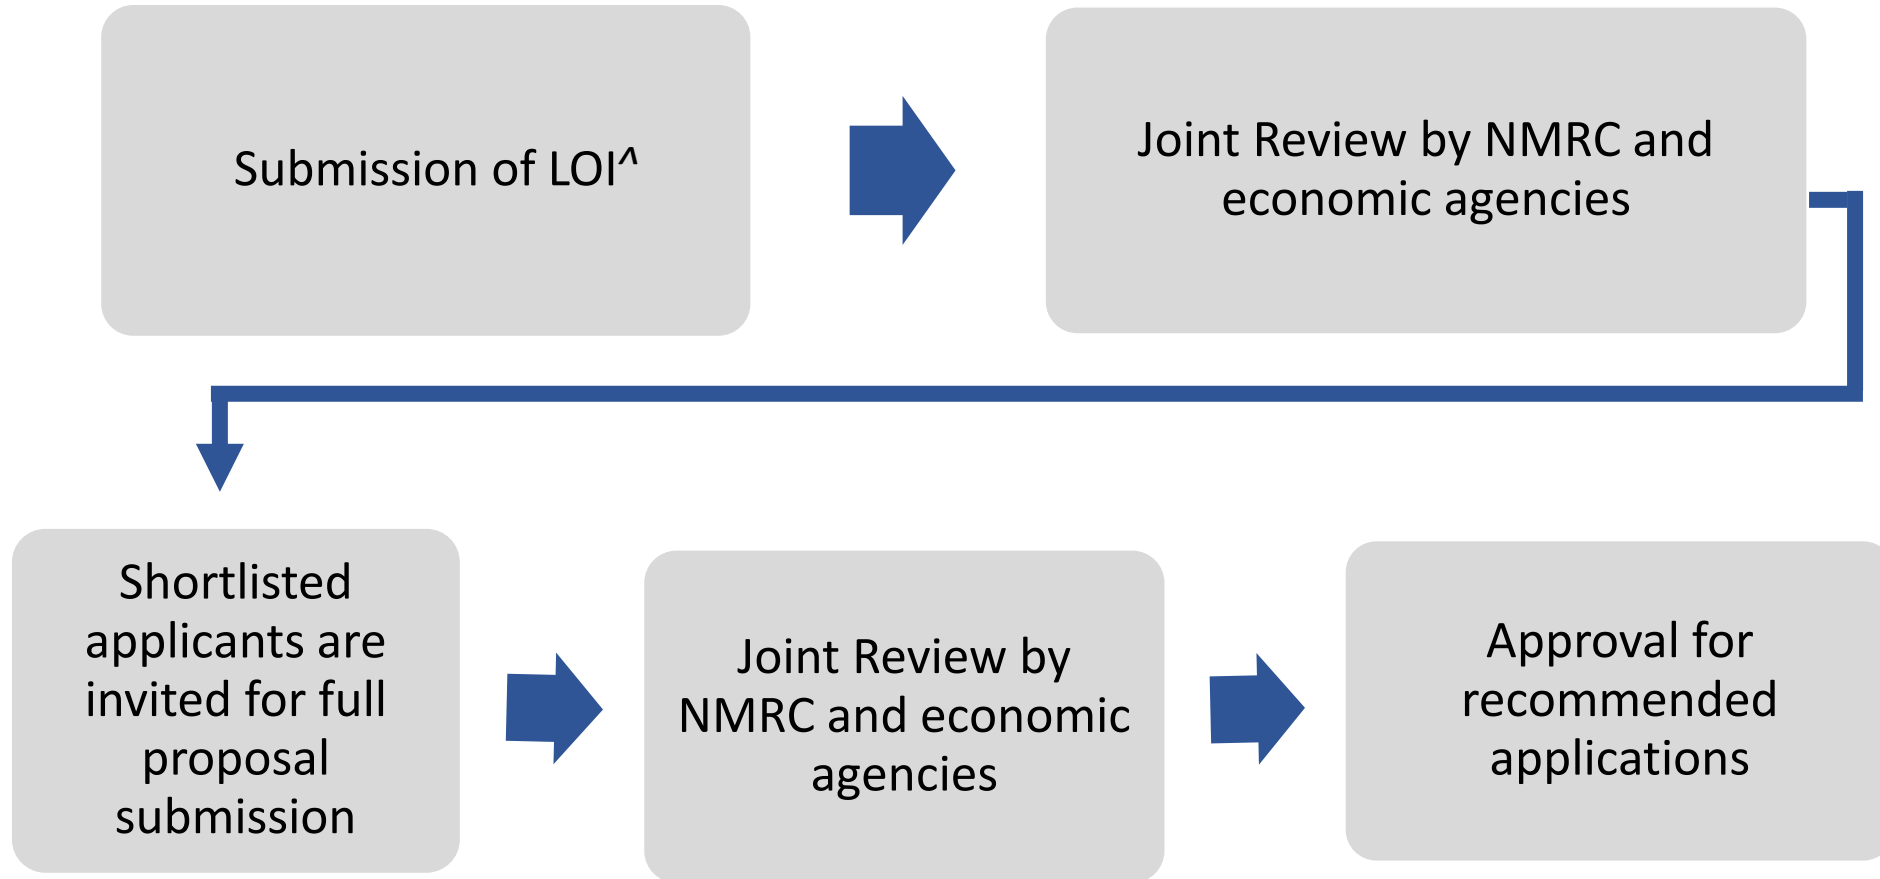 Submission of LOI^
Joint Review by NMRC and
economic agencies
Shortlisted
applicants are
invited for full
proposal
submission
Joint Review by
NMRC and economic
agencies
Approval for
recommended
applications